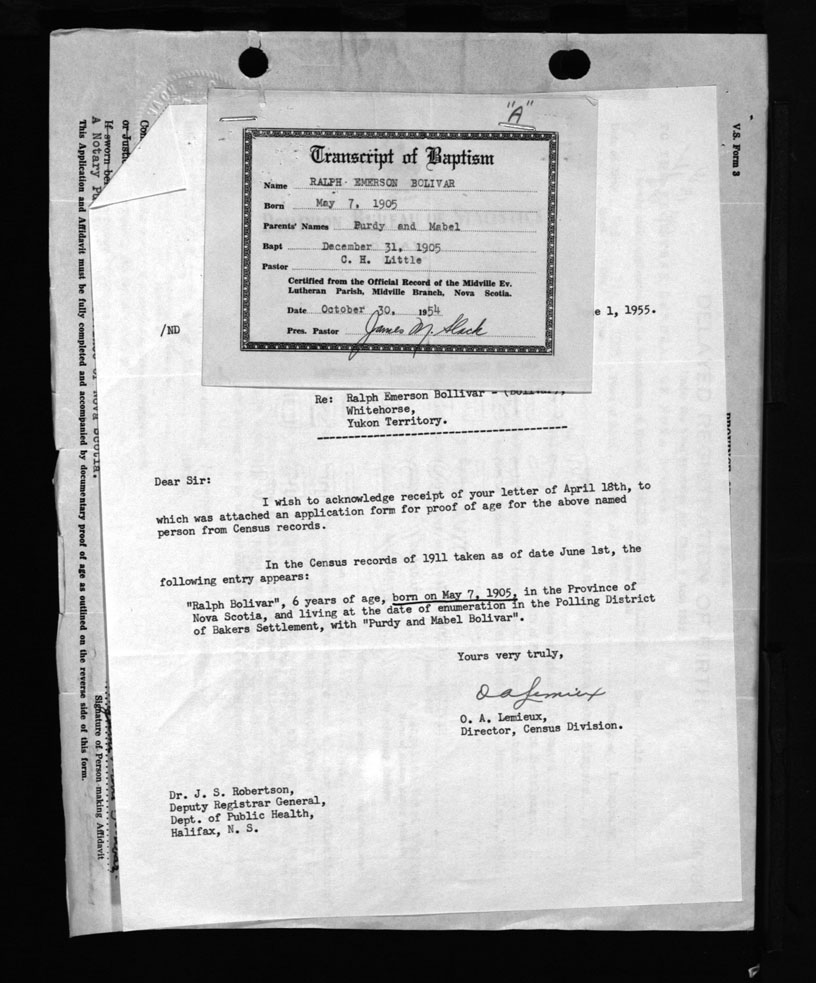 "A"
Transcript of Baptism
Name RALPH EMERSON BOLIVAR
Born May 7, 1905
Parents' Names Purdy and Mabel
Bapt December 31, 1905
C. H. Little
Pastor
Certified from the Official Record of the Midville Ev.
Lutheran Parish, Midville Branch, Nova Scotia.
Date October 30, 1954
Pres. Pastor James M. Slack
e 1, 1955.
/ND
Re: Ralph Emerson Bollivar - (Bolivar),
Whitehorse,
Yukon Territory.
Dear Sir:
I wish to acknowledge receipt of your letter of April 18th, to
which was attached an application form for proof of age for the above named
person from Census records.
In the Census records of 1911 taken as of date June 1st, the
following entry appears:
"Ralph Bolivar", 6 years of age, born on May 7, 1905, in the Province of
Nova Scotia, and living at the date of enumeration in the Polling District
of Bakers Settlement, with "Purdy and Mabel Bolivar".
Yours very truly,
O A Lemieux
O. A. Lemieux,
Director, Census Division.
Dr. J. S. Robertson,
Deputy Registrar General,
Dept. of Public Health,
Halifax, N. S.
V.S. Form 3
Signature of Person making Affidavit
or Just
If sworn be
A Notary Pu
This Application and Affidavit must be fully completed and accompanied by documentary proof of age as outlined on the reverse side of this form.